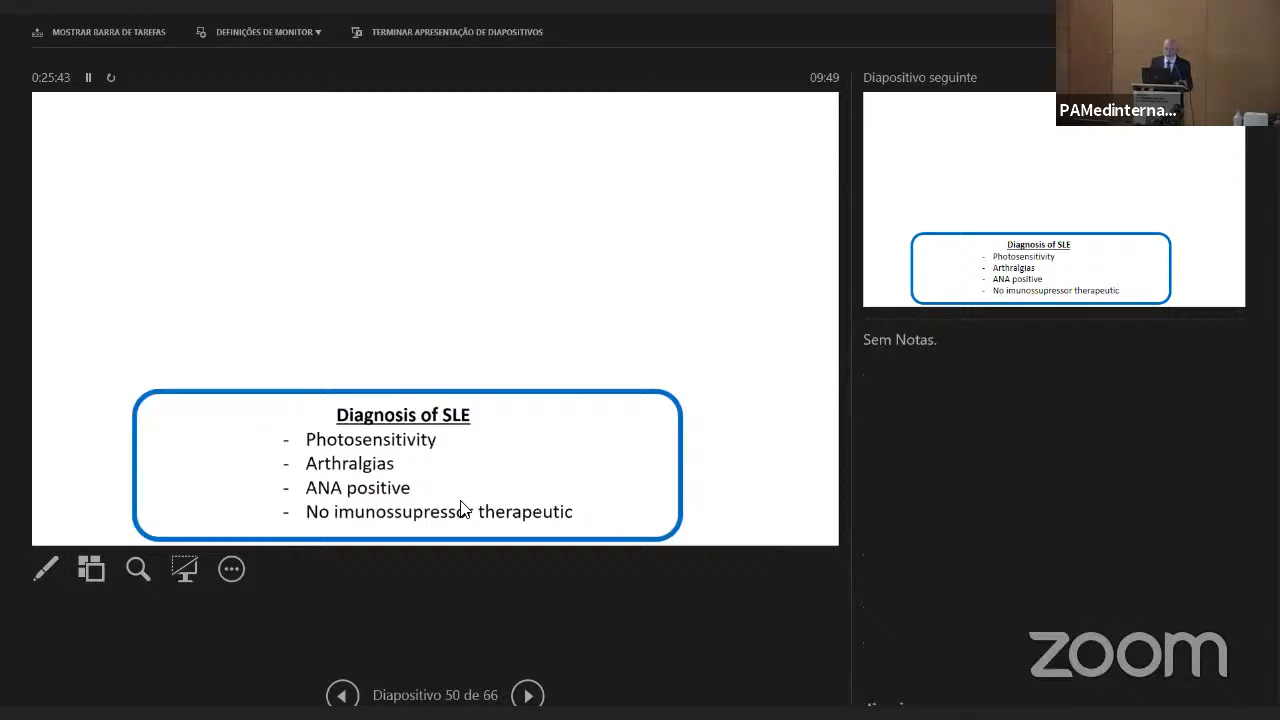 MOSTRAR BARRA DE TAREFAS
DEFINIÇÕES DE MONITOR ▾
TERMINAR APRESENTAÇÃO DE DIAPOSITIVOS
0:25:43
09:49
Diagnosis of SLE
- Photosensitivity
- Arthralgias
- ANA positive
- No imunossupressor therapeutic
Diapositivo 50 de 66
Diapositivo seguinte
PAMedinterna...
Diagnosis of SLE
- Photosensitivity
- Arthralgias
- ANA positive
- No imunossupressor therapeutic
Sem Notas.
zoom